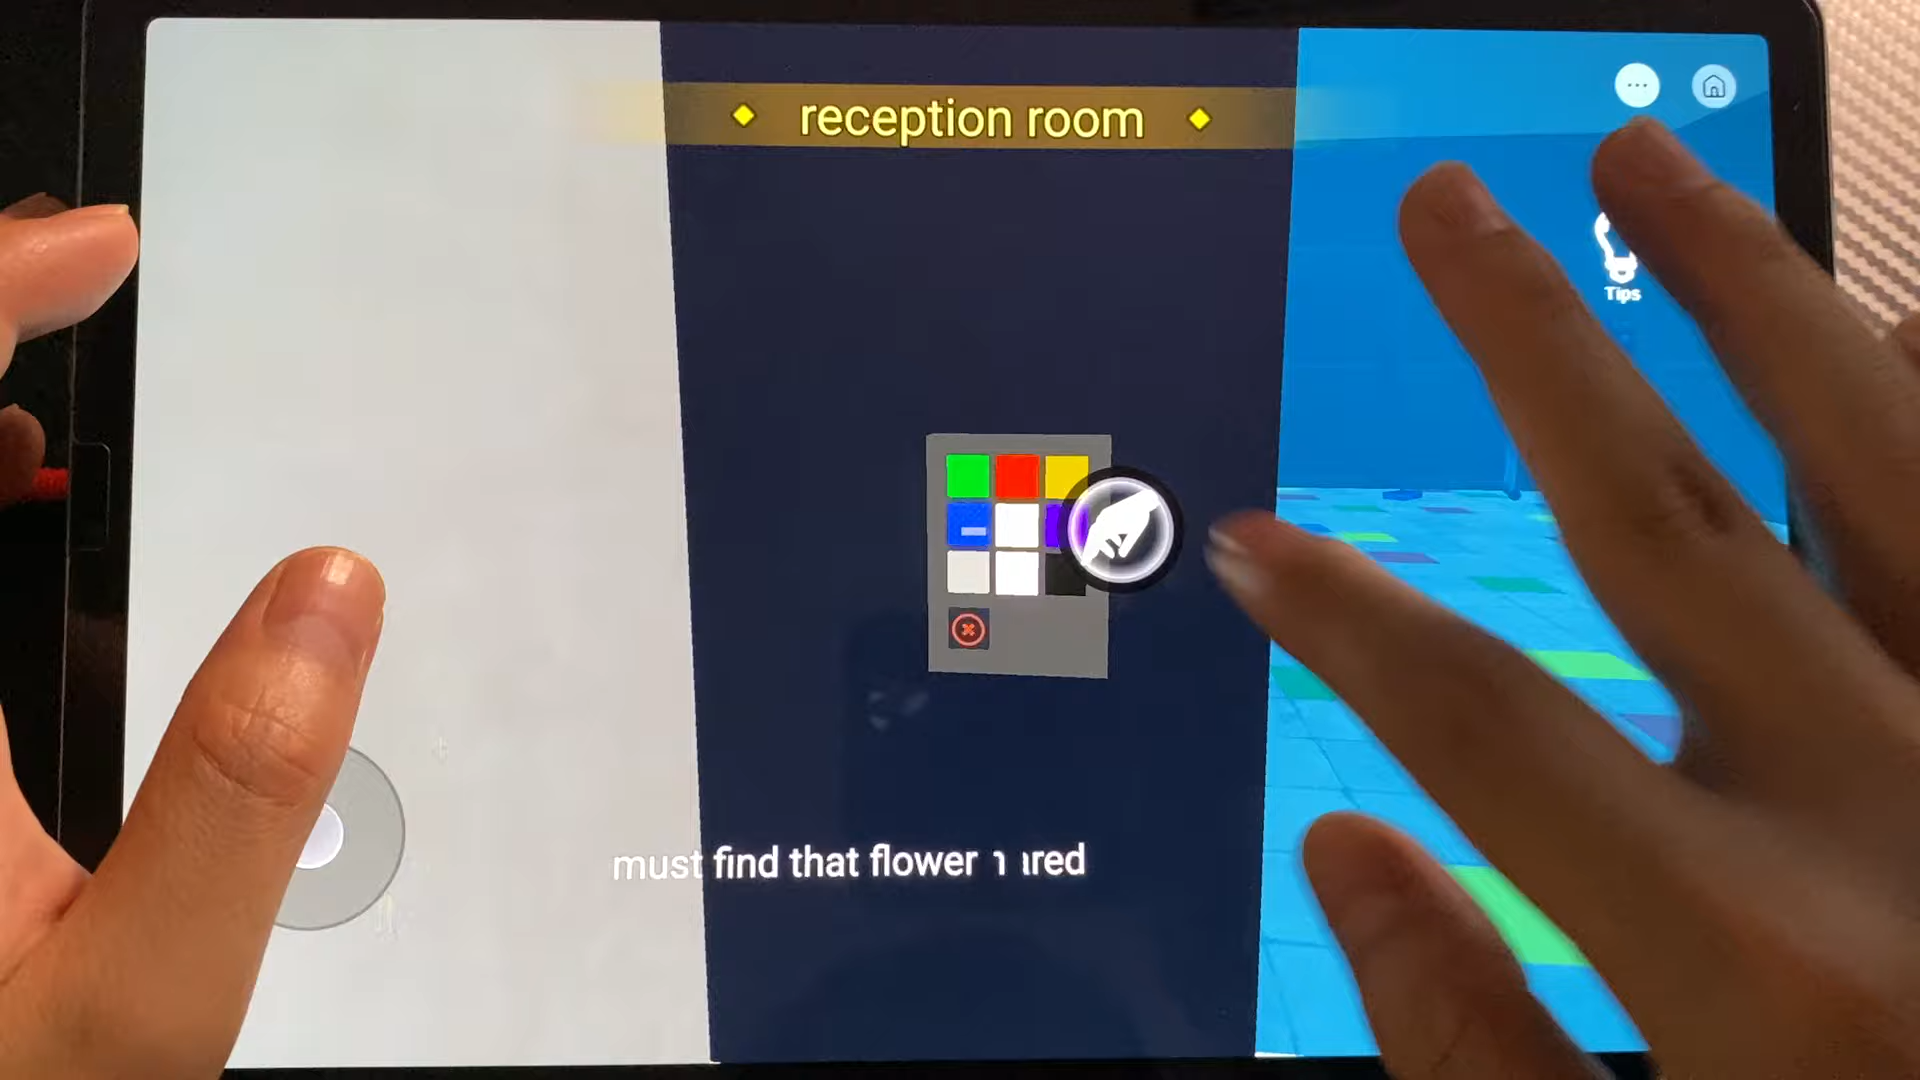 reception room
Tips
must find that flower